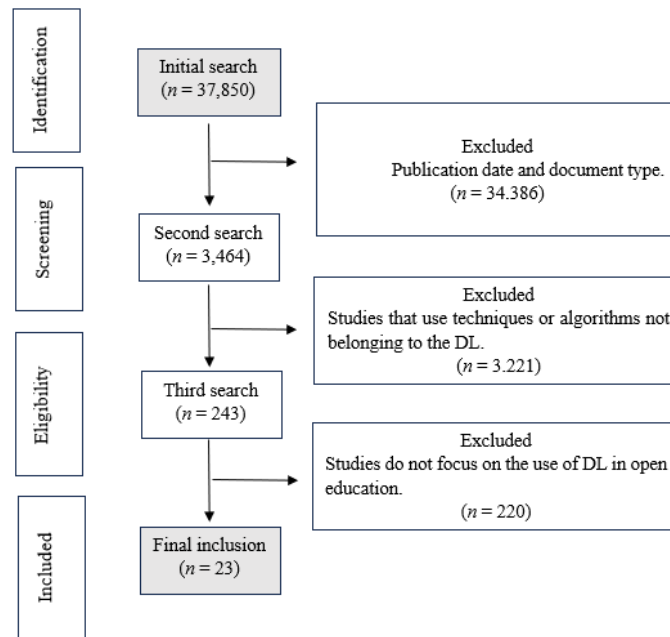 Identification
Initial search
(n = 37,850)
Excluded
Publication date and document type.
(n = 34.386)
Screening
Second search
(n = 3,464)
Excluded
Studies that use techniques or algorithms not
belonging to the DL.
(n = 3.221)
Eligibility
Third search
(n = 243)
Excluded
Studies do not focus on the use of DL in open
education.
(n = 220)
Included
Final inclusion
(n = 23)